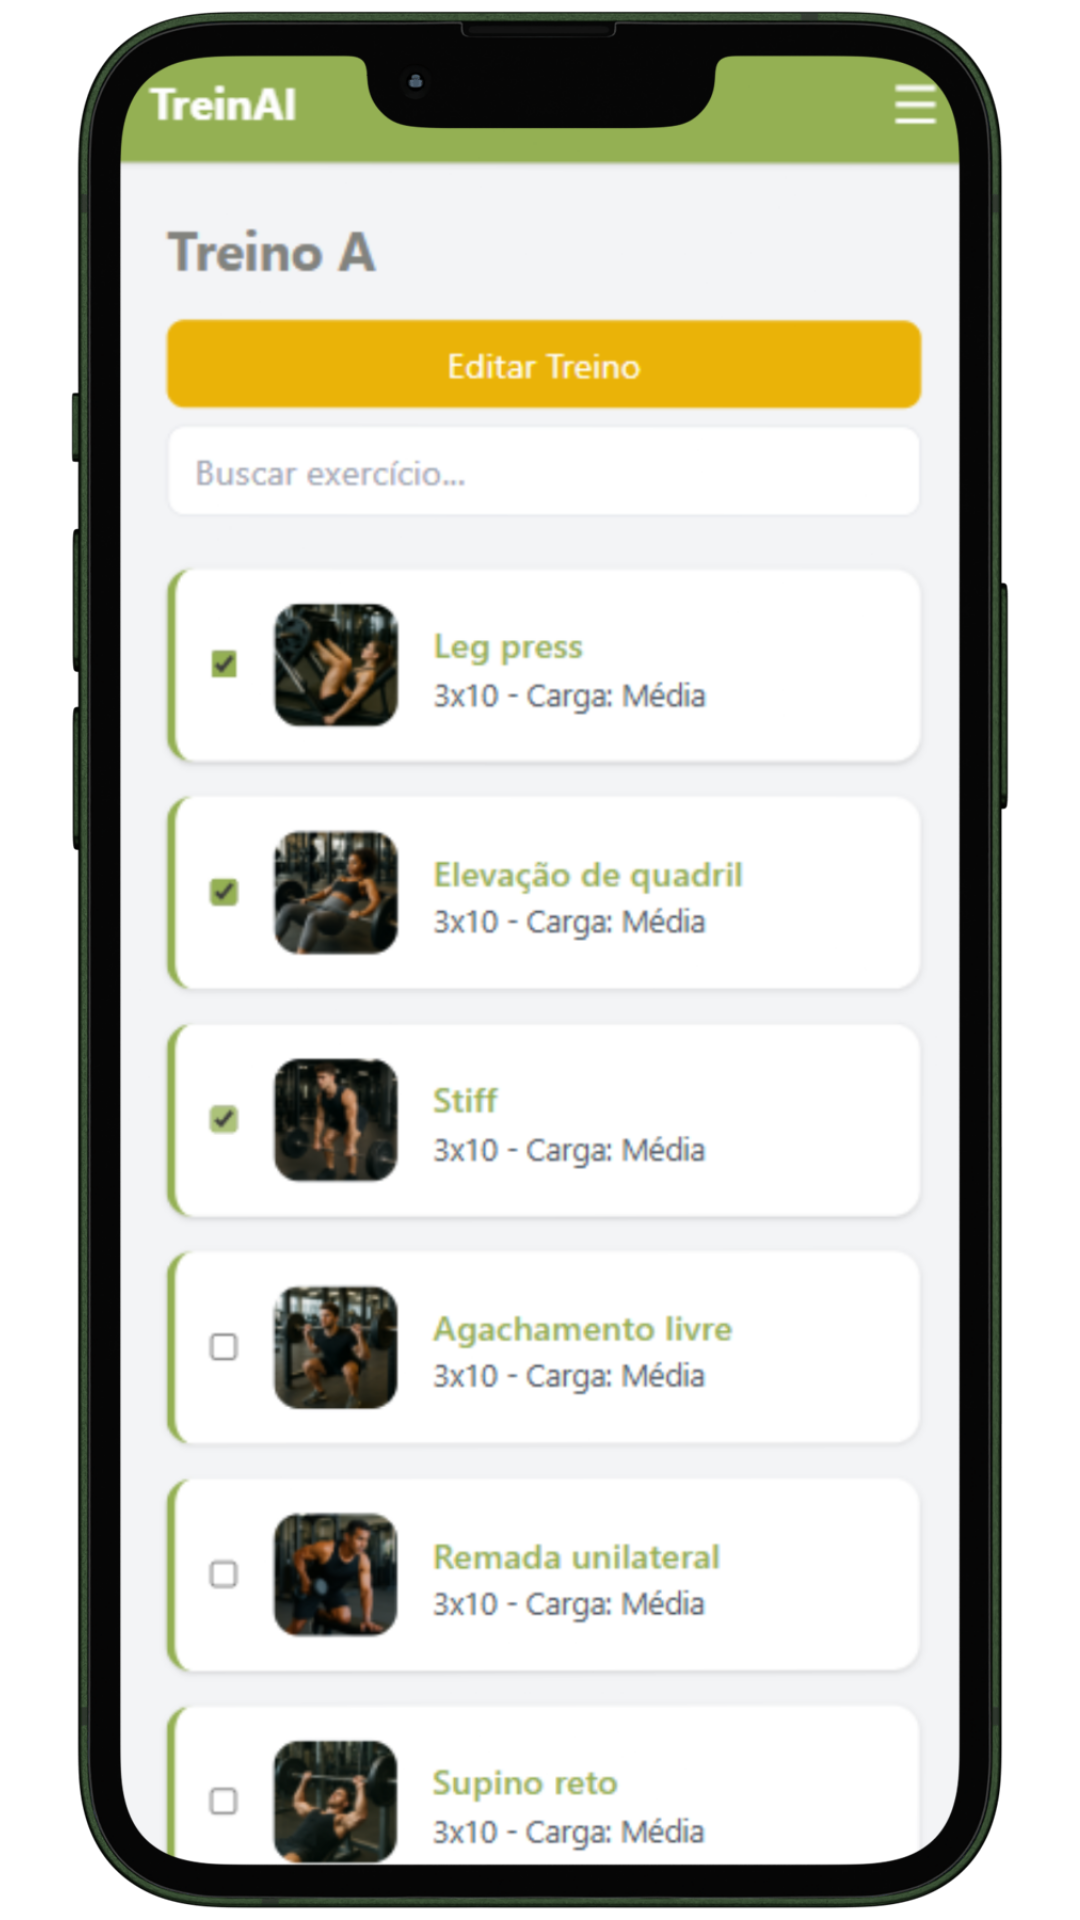 TreinAI
Treino A
Editar Treino
Buscar exercício...
Leg press
3x10 - Carga: Média
Elevação de quadril
3x10 - Carga: Média
Stiff
3x10 - Carga: Média
Agachamento livre
3x10 - Carga: Média
Remada unilateral
3x10 - Carga: Média
Supino reto
3x10 - Carga: Média